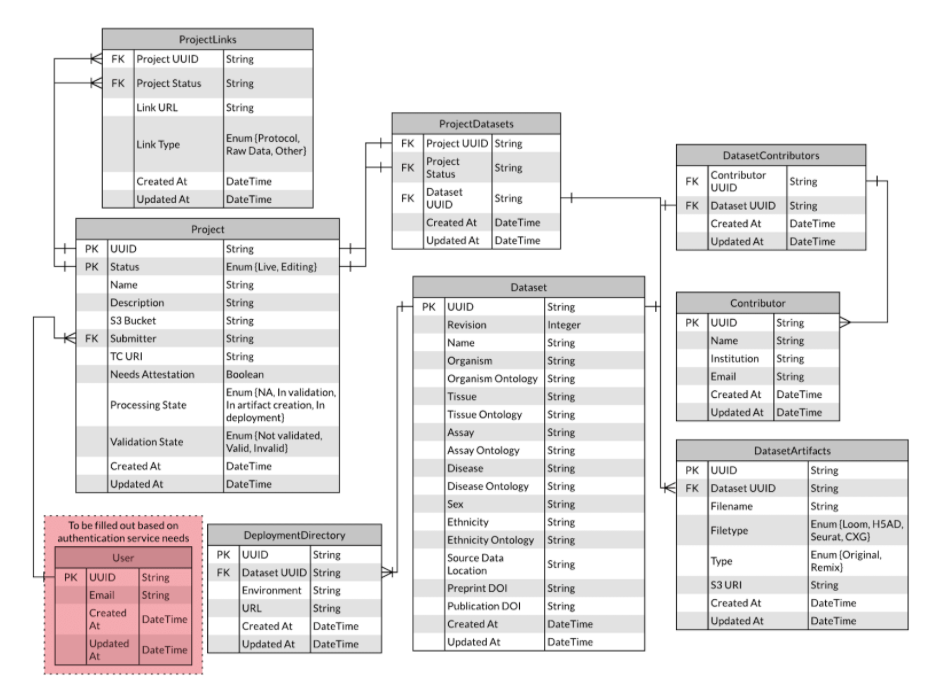 ProjectLinks
FK Project UUID String
FK Project Status String
Link URL String
Link Type Enum {Protocol,
Raw Data, Other}
Created At DateTime
Updated At DateTime
Project
PK UUID String
PK Status Enum {Live, Editing}
Name String
Description String
S3 Bucket String
FK Submitter String
TC URI String
Needs Attestation Boolean
Processing State Enum {NA, In validation,
In artifact creation, In
deployment}
Validation State Enum {Not validated,
Valid, Invalid}
Created At DateTime
Updated At DateTime
To be filled out based on
authentication service needs
User
PK UUID String
Email String
Created
At DateTime
Updated
At DateTime
DeploymentDirectory
PK UUID String
FK Dataset UUID String
Environment String
URL String
Created At DateTime
Updated At DateTime
ProjectDatasets
FK Project UUID String
FK Project
Status String
FK Dataset
UUID String
Created At DateTime
Updated At DateTime
Dataset
PK UUID String
Revision Integer
Name String
Organism String
Organism Ontology String
Tissue String
Tissue Ontology String
Assay String
Assay Ontology String
Disease String
Disease Ontology String
Sex String
Ethnicity String
Ethnicity Ontology String
Source Data
Location String
Preprint DOI String
Publication DOI String
Created At DateTime
Updated At DateTime
DatasetContributors
FK Contributor
UUID String
FK Dataset UUID String
Created At DateTime
Updated At DateTime
Contributor
PK UUID String
Name String
Institution String
Email String
Created At DateTime
Updated At DateTime
DatasetArtifacts
PK UUID String
FK Dataset UUID String
Filename String
Filetype Enum {Loom, H5AD,
Seurat, CXG}
Type Enum {Original,
Remix}
S3 URI String
Created At DateTime
Updated At DateTime